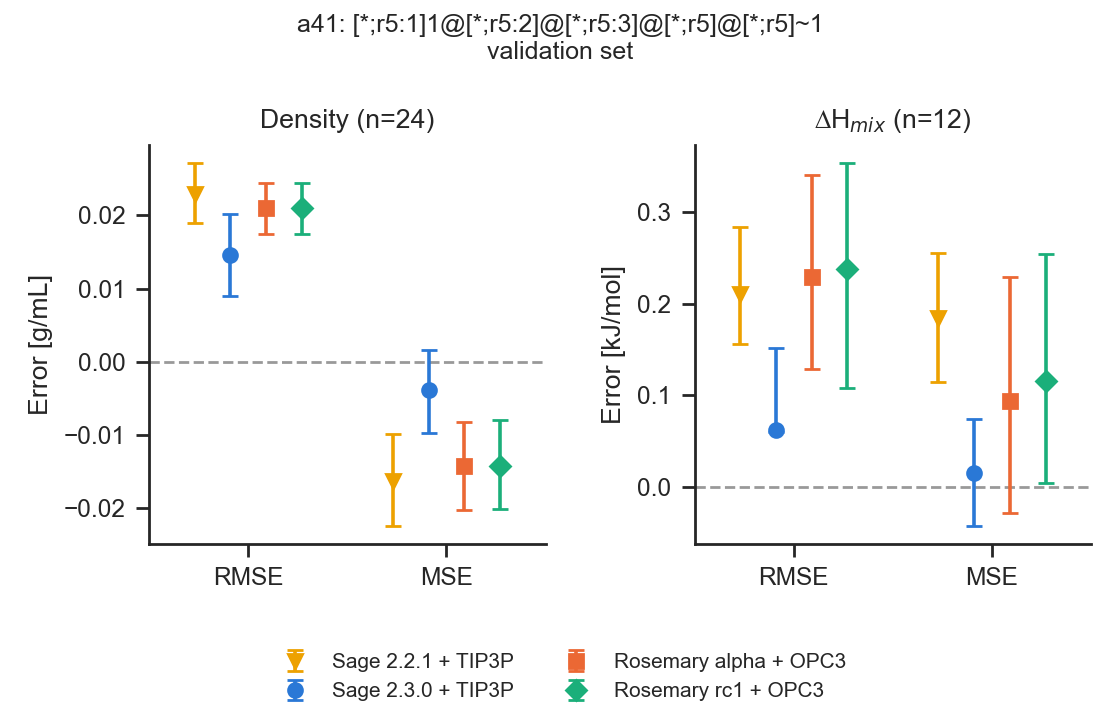 a41: [*;r5:1]1@[*;r5:2]@[*;r5:3]@[*;r5]@[*;r5]~1
validation set
Density (n=24)
ΔH_mix (n=12)
Error [g/mL]
0.02
0.01
0.00
−0.01
−0.02
RMSE
MSE
Error [kJ/mol]
0.3
0.2
0.1
0.0
RMSE
MSE
Sage 2.2.1 + TIP3P
Sage 2.3.0 + TIP3P
Rosemary alpha + OPC3
Rosemary rc1 + OPC3